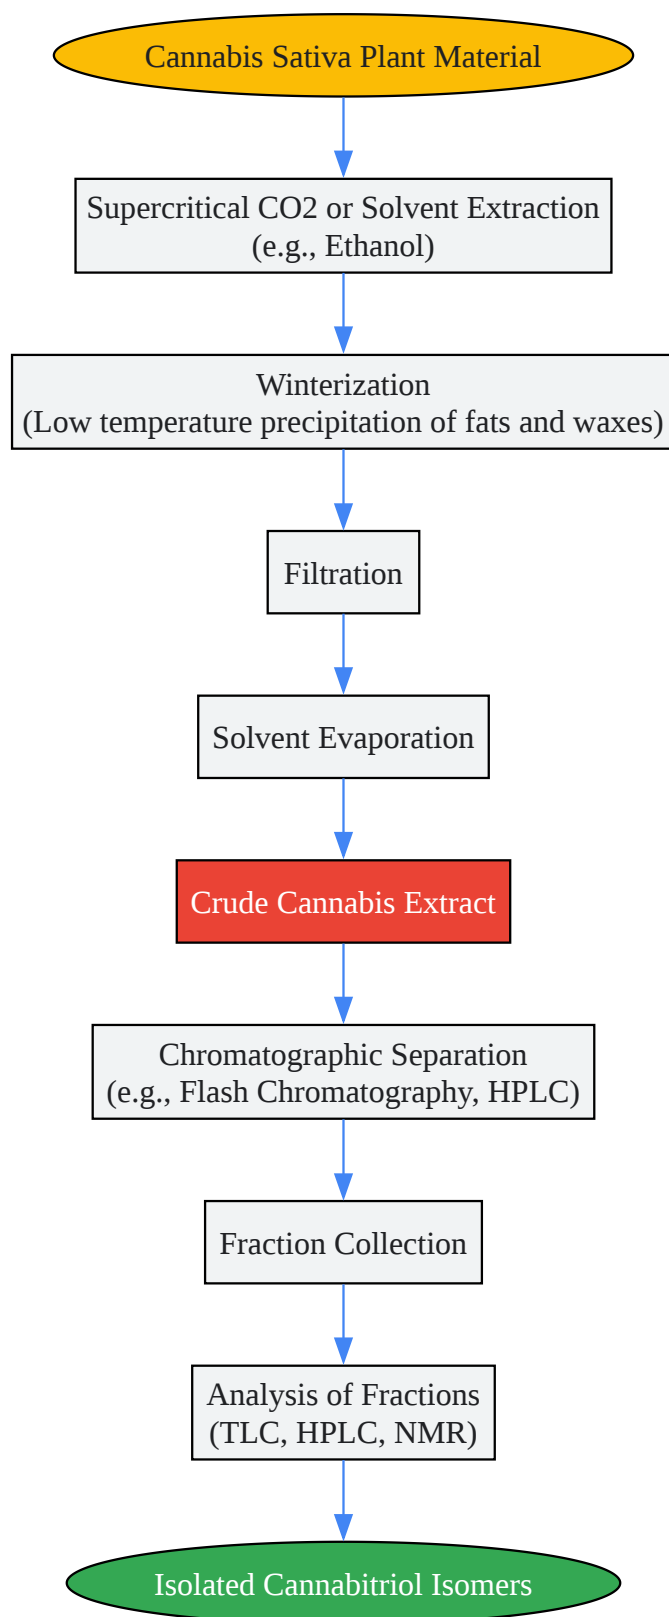 Cannabis Sativa Plant Material
Supercritical CO2 or Solvent Extraction
(e.g., Ethanol)
Winterization
(Low temperature precipitation of fats and waxes)
Filtration
Solvent Evaporation
Crude Cannabis Extract
Chromatographic Separation
(e.g., Flash Chromatography, HPLC)
Fraction Collection
Analysis of Fractions
(TLC, HPLC, NMR)
Isolated Cannabitriol Isomers